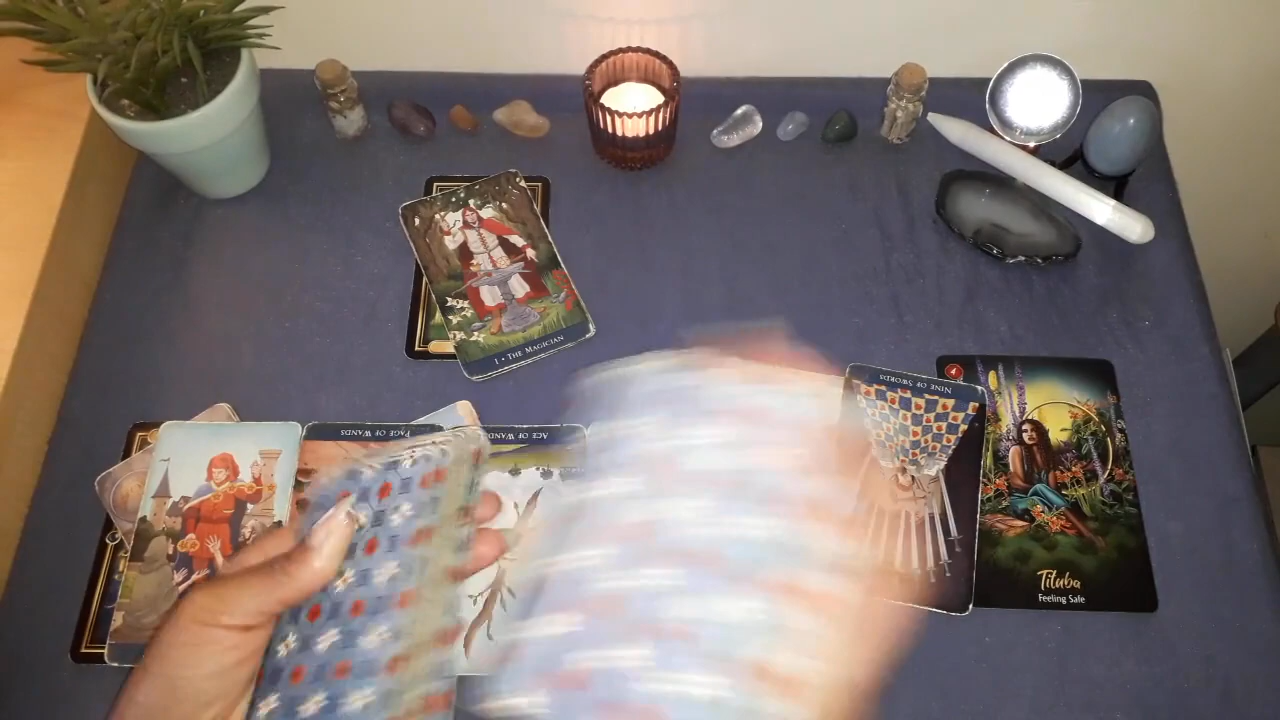 I • THE MAGICIAN
PAGE OF WANDS
ACE OF WANDS
NINE OF SWORDS
4
Tituba
Feeling Safe